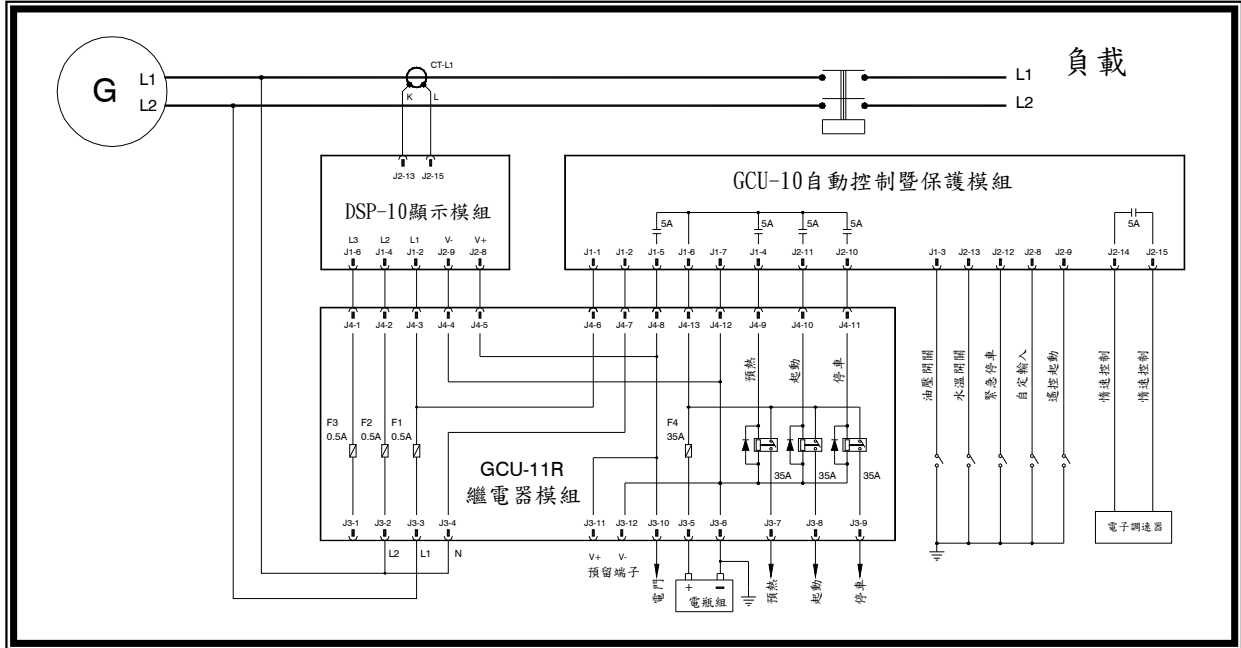 負載
CT-L1
L1
L1
G
L2
L2
K
L
J2-13
J2-15
GCU-10自動控制暨保護模組
DSP-10顯示模組
5A
5A
5A
5A
5A
L3
L2
L1
V-
V+
J1-6
J1-4
J1-2
J2-9
J2-8
J1-1
J1-2
J1-5
J1-6
J1-7
J1-4
J2-11
J2-10
J1-3
J2-13
J2-12
J2-8
J2-9
J2-14
J2-15
J4-1
J4-2
J4-3
J4-4
J4-5
J4-6
J4-7
J4-8
J4-13
J4-12
J4-9
J4-10
J4-11
預熱
起動
停車
油壓開關
水溫開關
緊急停車
自定輸入
遙控起動
惰速控制
惰速控制
F3
F2
F1
F4
0.5A
0.5A
0.5A
35A
GCU-11R
繼電器模組
35A
35A
35A
J3-1
J3-2
J3-3
J3-4
J3-11
J3-12
J3-10
J3-5
J3-6
J3-7
J3-8
J3-9
電子調速器
L2
L1
N
V+
V-
預留端子
電門
+
電瓶組
預熱
起動
停車